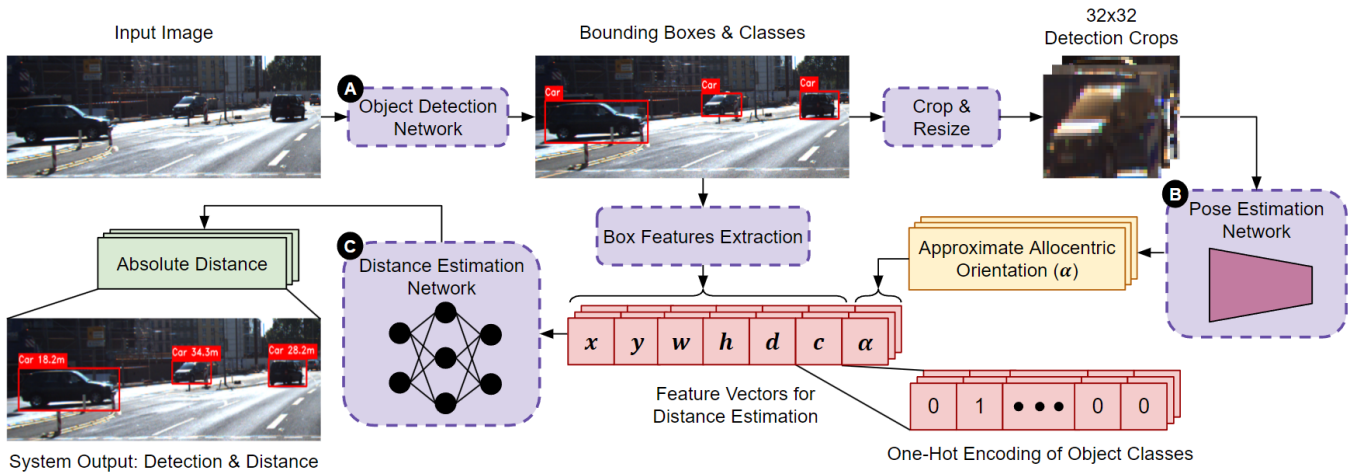 Input Image
Bounding Boxes & Classes
32x32
Detection Crops
A
Object Detection
Network
Car
Car
Car
Crop &
Resize
B
Pose Estimation
Network
Box Features Extraction
Approximate Allocentric
Orientation (α)
C
Distance Estimation
Network
Absolute Distance
x y w h d c α
Car 18.2m
Car 34.3m
Car 28.2m
Feature Vectors for
Distance Estimation
0 1 ••• 0 0
System Output: Detection & Distance
One-Hot Encoding of Object Classes